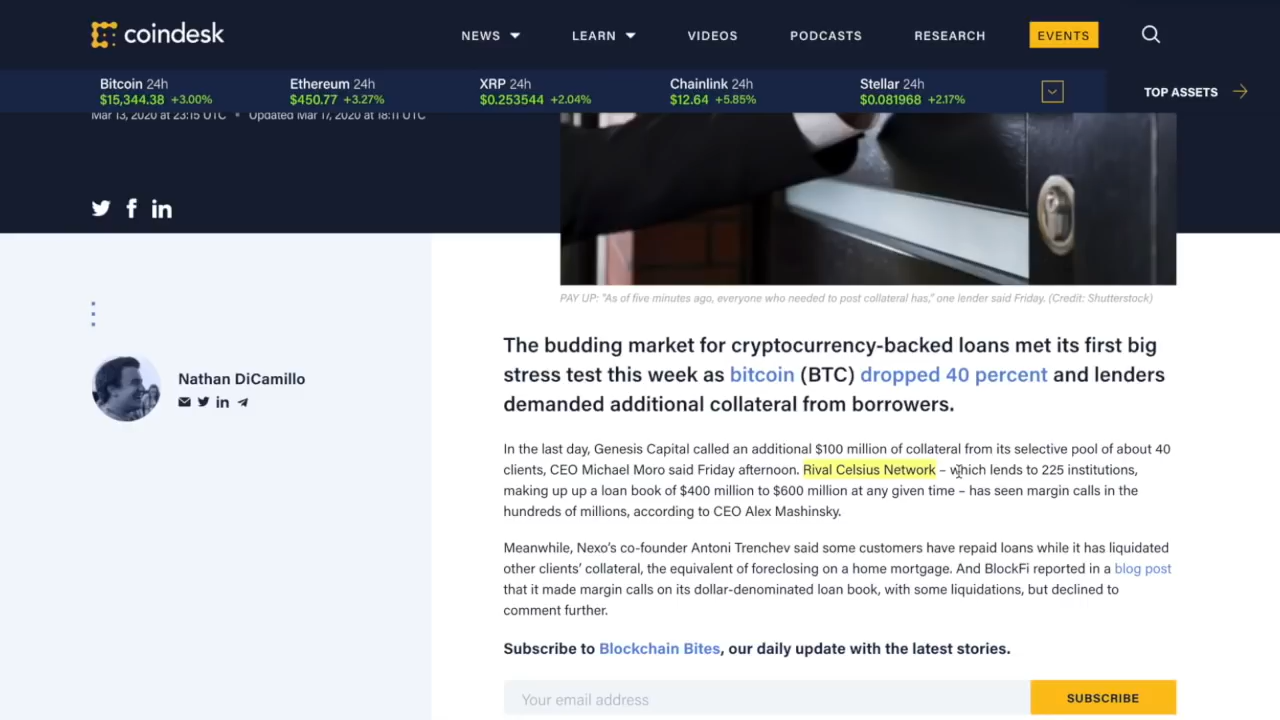 coindesk
NEWS
LEARN
VIDEOS
PODCASTS
RESEARCH
EVENTS
Bitcoin 24h
$15,344.38 +3.00%
Ethereum 24h
$450.77 +3.27%
XRP 24h
$0.253544 +2.04%
Chainlink 24h
$12.64 +5.85%
Stellar 24h
$0.081968 +2.17%
TOP ASSETS
Mar 13, 2020 at 23:15 UTC • Updated Mar 17, 2020 at 18:11 UTC
PAY UP: "As of five minutes ago, everyone who needed to post collateral has," one lender said Friday. (Credit: Shutterstock)
Nathan DiCamillo
The budding market for cryptocurrency-backed loans met its first big
stress test this week as bitcoin (BTC) dropped 40 percent and lenders
demanded additional collateral from borrowers.
In the last day, Genesis Capital called an additional $100 million of collateral from its selective pool of about 40
clients, CEO Michael Moro said Friday afternoon. Rival Celsius Network – which lends to 225 institutions,
making up up a loan book of $400 million to $600 million at any given time – has seen margin calls in the
hundreds of millions, according to CEO Alex Mashinsky.
Meanwhile, Nexo's co-founder Antoni Trenchev said some customers have repaid loans while it has liquidated
other clients' collateral, the equivalent of foreclosing on a home mortgage. And BlockFi reported in a blog post
that it made margin calls on its dollar-denominated loan book, with some liquidations, but declined to
comment further.
Subscribe to Blockchain Bites, our daily update with the latest stories.
Your email address
SUBSCRIBE